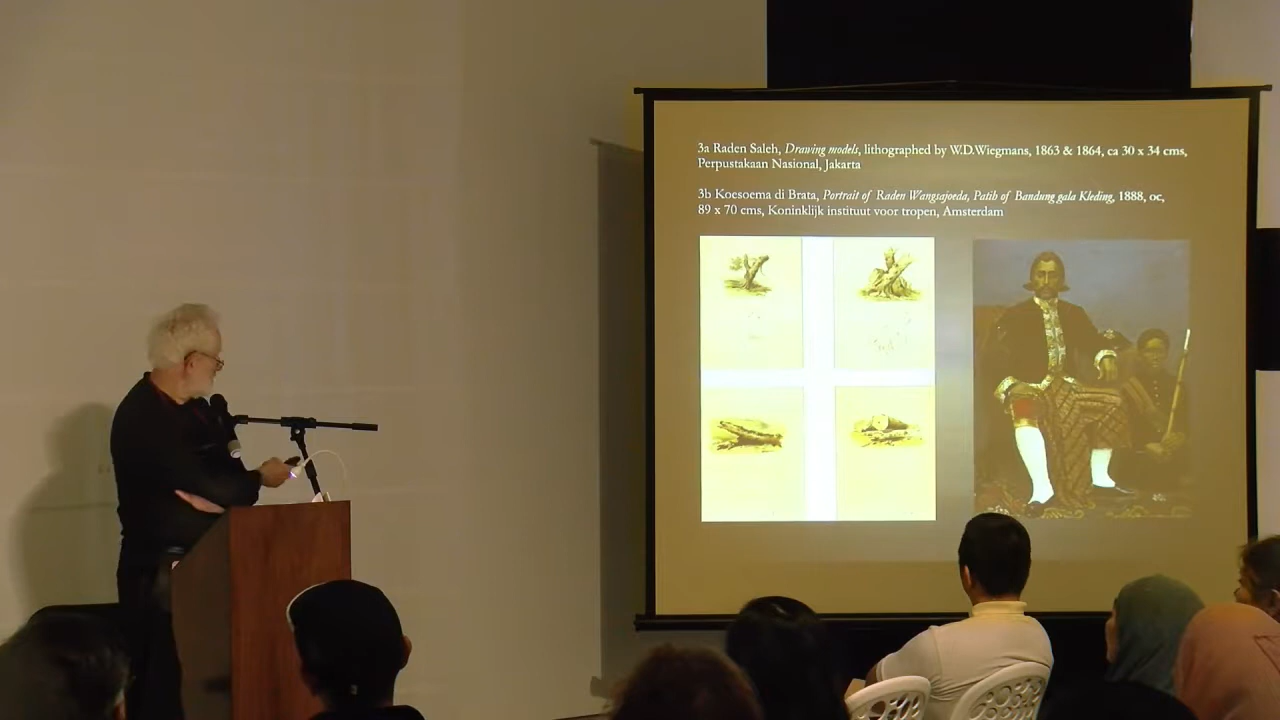 3a Raden Saleh, Drawing models, lithographed by W.D.Wiegmans, 1863 & 1864, ca 30 x 34 cms,
Perpustakaan Nasional, Jakarta
3b Koesoema di Brata, Portrait of Raden Wangsajoeda, Patih of Bandung gala Kleding, 1888, oc,
89 x 70 cms, Koninklijk instituut voor tropen, Amsterdam